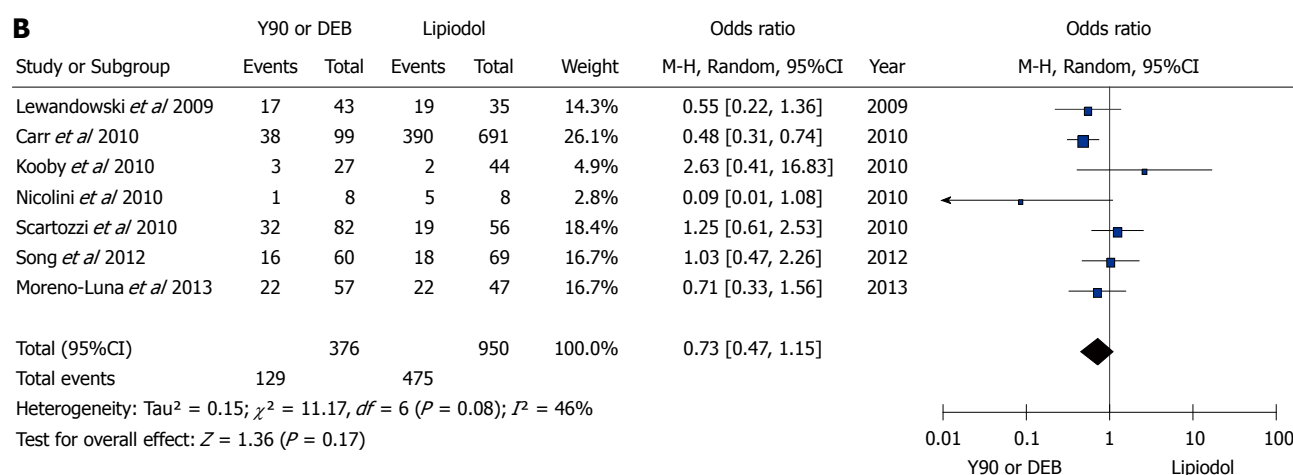 B
Y90 or DEB Lipiodol Odds ratio Odds ratio
Study or Subgroup Events Total Events Total Weight M-H, Random, 95%CI Year M-H, Random, 95%CI
Lewandowski et al 2009 17 43 19 35 14.3% 0.55 [0.22, 1.36] 2009
Carr et al 2010 38 99 390 691 26.1% 0.48 [0.31, 0.74] 2010
Kooby et al 2010 3 27 2 44 4.9% 2.63 [0.41, 16.83] 2010
Nicolini et al 2010 1 8 5 8 2.8% 0.09 [0.01, 1.08] 2010
Scartozzi et al 2010 32 82 19 56 18.4% 1.25 [0.61, 2.53] 2010
Song et al 2012 16 60 18 69 16.7% 1.03 [0.47, 2.26] 2012
Moreno-Luna et al 2013 22 57 22 47 16.7% 0.71 [0.33, 1.56] 2013
Total (95%CI) 376 950 100.0% 0.73 [0.47, 1.15]
Total events 129 475
Heterogeneity: Tau² = 0.15; χ² = 11.17, df = 6 (P = 0.08); I² = 46%
Test for overall effect: Z = 1.36 (P = 0.17)
0.01 0.1 1 10 100
Y90 or DEB Lipiodol